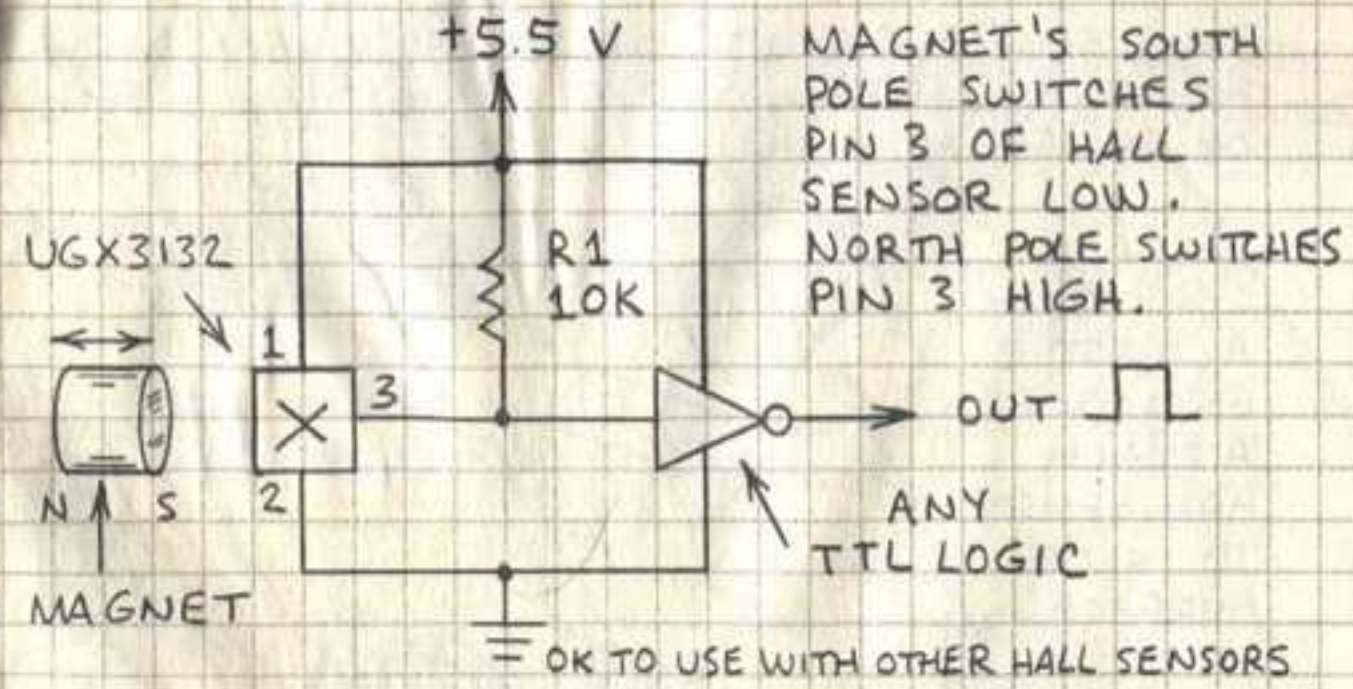 +5.5 V
MAGNET'S SOUTH
POLE SWITCHES
PIN 3 OF HALL
SENSOR LOW.
NORTH POLE SWITCHES
PIN 3 HIGH.
UGX3132
R1
10K
1
3
2
N S
MAGNET
OUT
ANY
TTL LOGIC
OK TO USE WITH OTHER HALL SENSORS